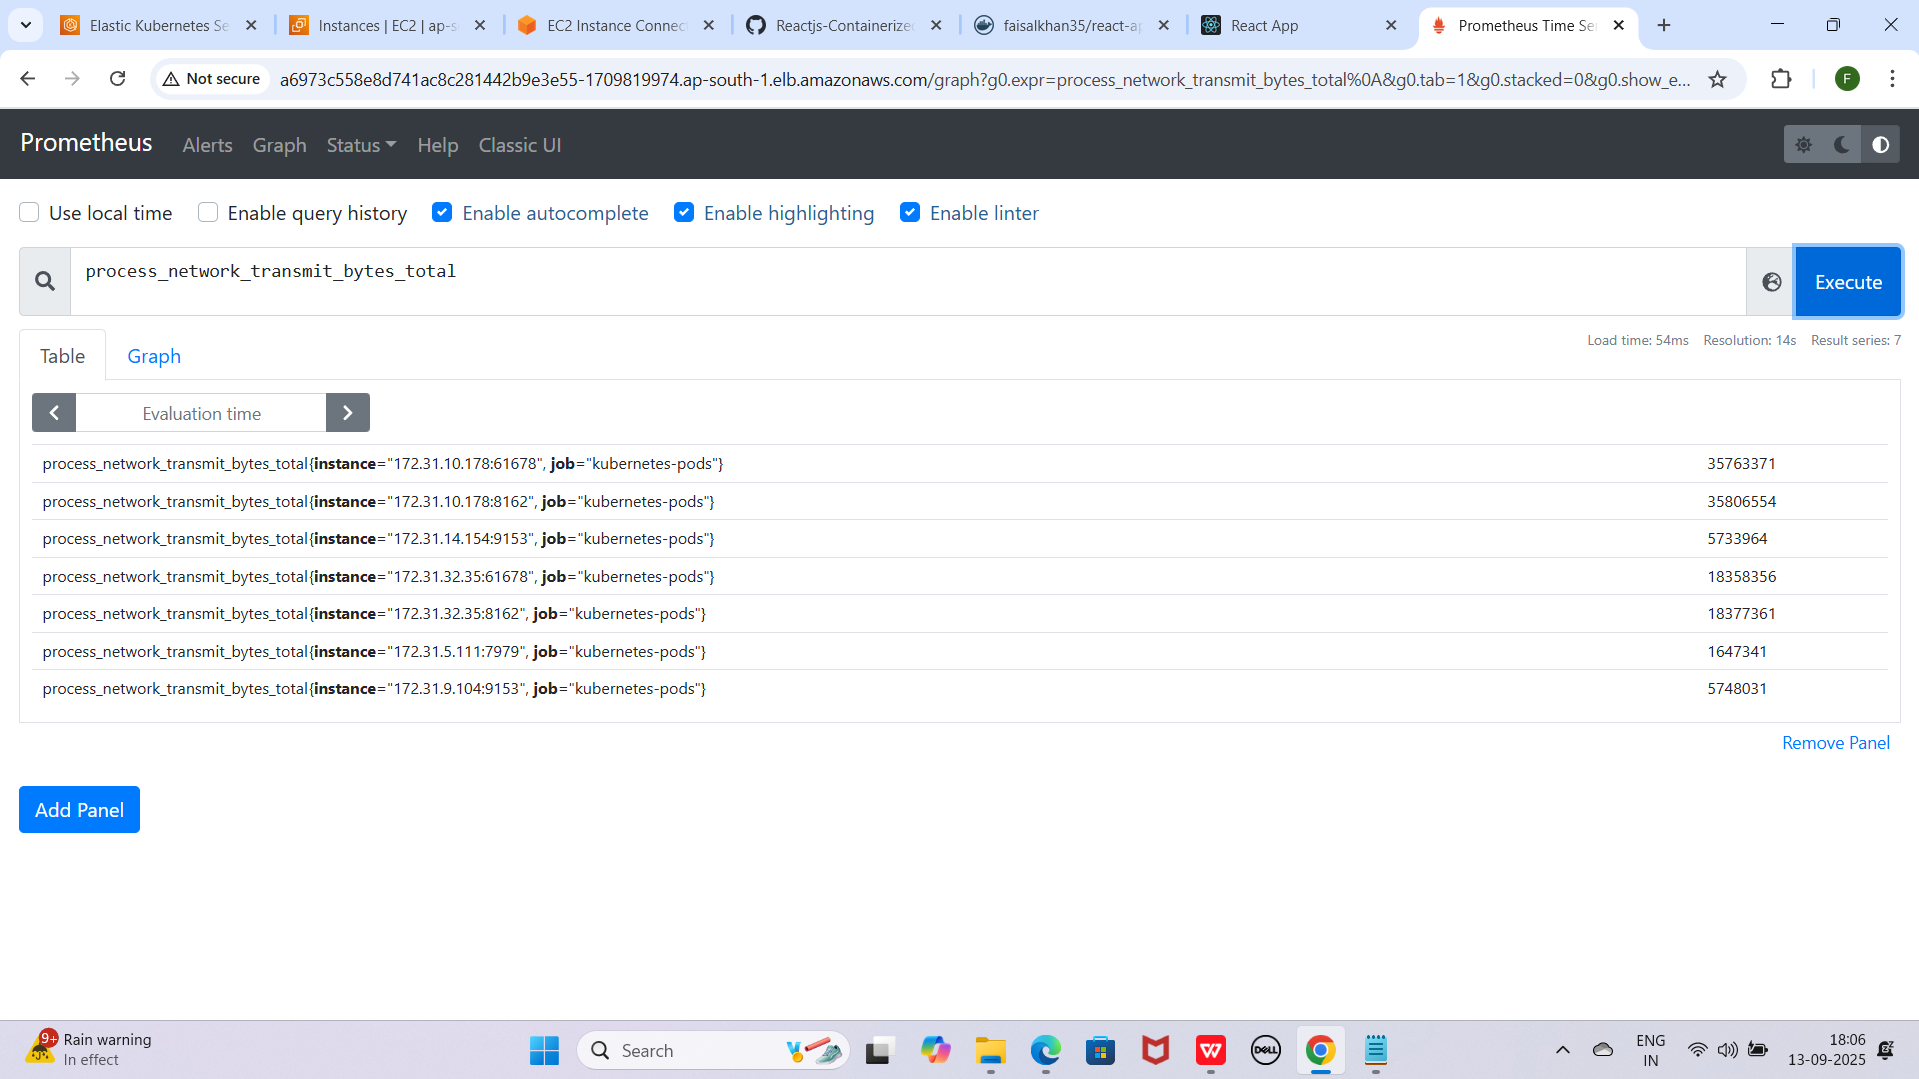 Elastic Kubernetes Se
Instances | EC2 | ap-s
EC2 Instance Connect
Reactjs-Containerized
faisalkhan35/react-ap
React App
Prometheus Time Se
Not secure
a6973c558e8d741ac8c281442b9e3e55-1709819974.ap-south-1.elb.amazonaws.com/graph?g0.expr=process_network_transmit_bytes_total%0A&g0.tab=1&g0.stacked=0&g0.show_e...
F
Prometheus Alerts Graph Status Help Classic UI
Use local time Enable query history Enable autocomplete Enable highlighting Enable linter
process_network_transmit_bytes_total
Execute
Table Graph
Load time: 54ms Resolution: 14s Result series: 7
Evaluation time
process_network_transmit_bytes_total{instance="172.31.10.178:61678", job="kubernetes-pods"} 35763371
process_network_transmit_bytes_total{instance="172.31.10.178:8162", job="kubernetes-pods"} 35806554
process_network_transmit_bytes_total{instance="172.31.14.154:9153", job="kubernetes-pods"} 5733964
process_network_transmit_bytes_total{instance="172.31.32.35:61678", job="kubernetes-pods"} 18358356
process_network_transmit_bytes_total{instance="172.31.32.35:8162", job="kubernetes-pods"} 18377361
process_network_transmit_bytes_total{instance="172.31.5.111:7979", job="kubernetes-pods"} 1647341
process_network_transmit_bytes_total{instance="172.31.9.104:9153", job="kubernetes-pods"} 5748031
Remove Panel
Add Panel
9+
Rain warning
In effect
Search
W
DELL
ENG
IN
18:06
13-09-2025